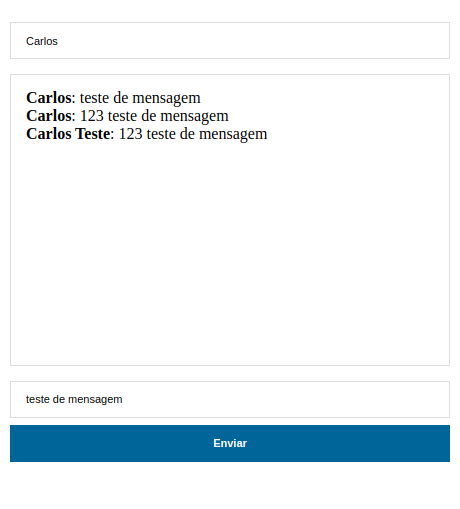 Carlos
Carlos: teste de mensagem
Carlos: 123 teste de mensagem
Carlos Teste: 123 teste de mensagem
teste de mensagem
Enviar